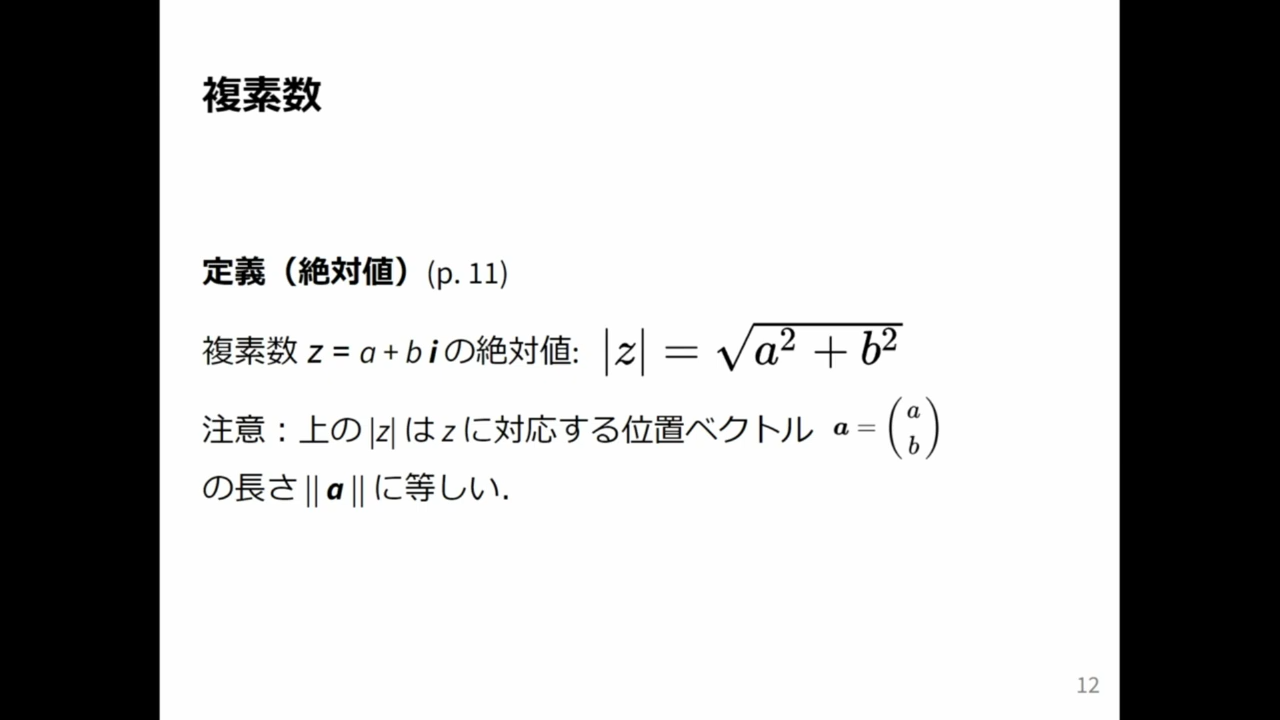 複素数
定義（絶対値）(p. 11)
複素数 z = a + b i の絶対値: |z| = √(a² + b²)
注意：上の |z| は z に対応する位置ベクトル a = (a b)
の長さ || a || に等しい.
12